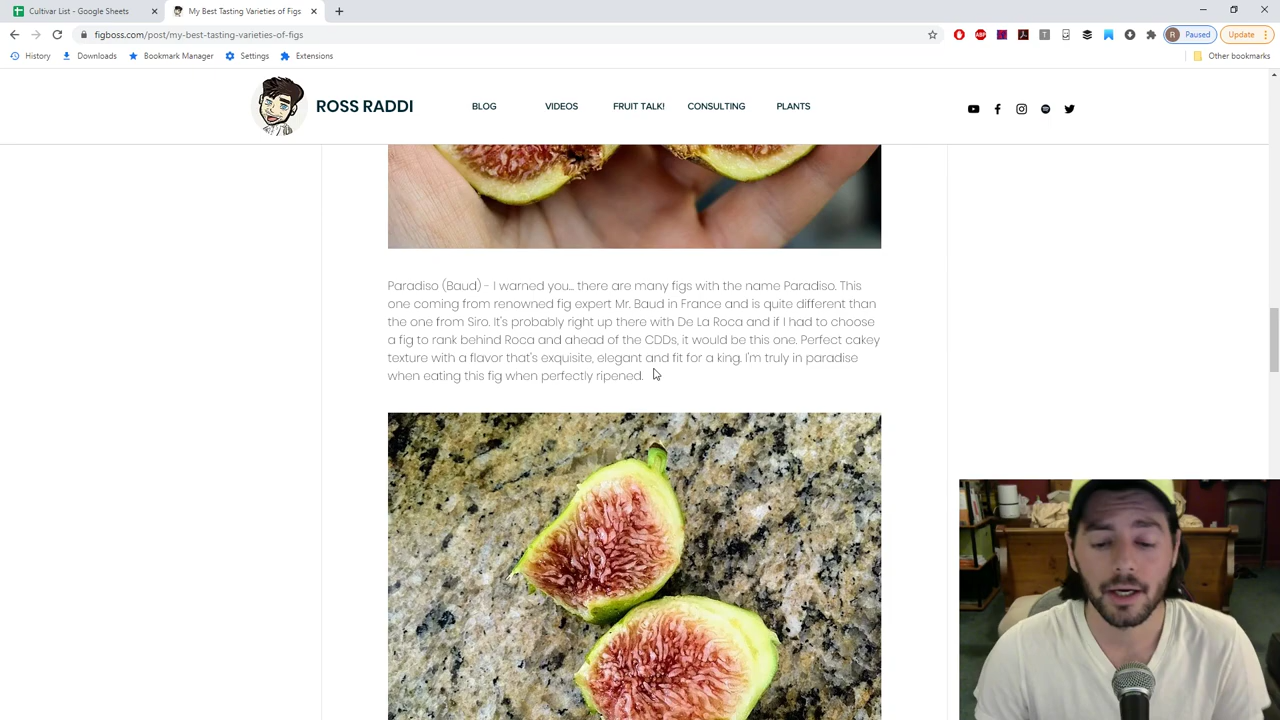 Cultivar List - Google Sheets
My Best Tasting Varieties of Figs
figboss.com/post/my-best-tasting-varieties-of-figs
ABP
T
R Paused
Update
History
Downloads
Bookmark Manager
Settings
Extensions
Other bookmarks
ROSS RADDI
BLOG
VIDEOS
FRUIT TALK!
CONSULTING
PLANTS
Paradiso (Baud) - I warned you... there are many figs with the name Paradiso. This
one coming from renowned fig expert Mr. Baud in France and is quite different than
the one from Siro. It's probably right up there with De La Roca and if I had to choose
a fig to rank behind Roca and ahead of the CDDs, it would be this one. Perfect cakey
texture with a flavor that's exquisite, elegant and fit for a king. I'm truly in paradise
when eating this fig when perfectly ripened.